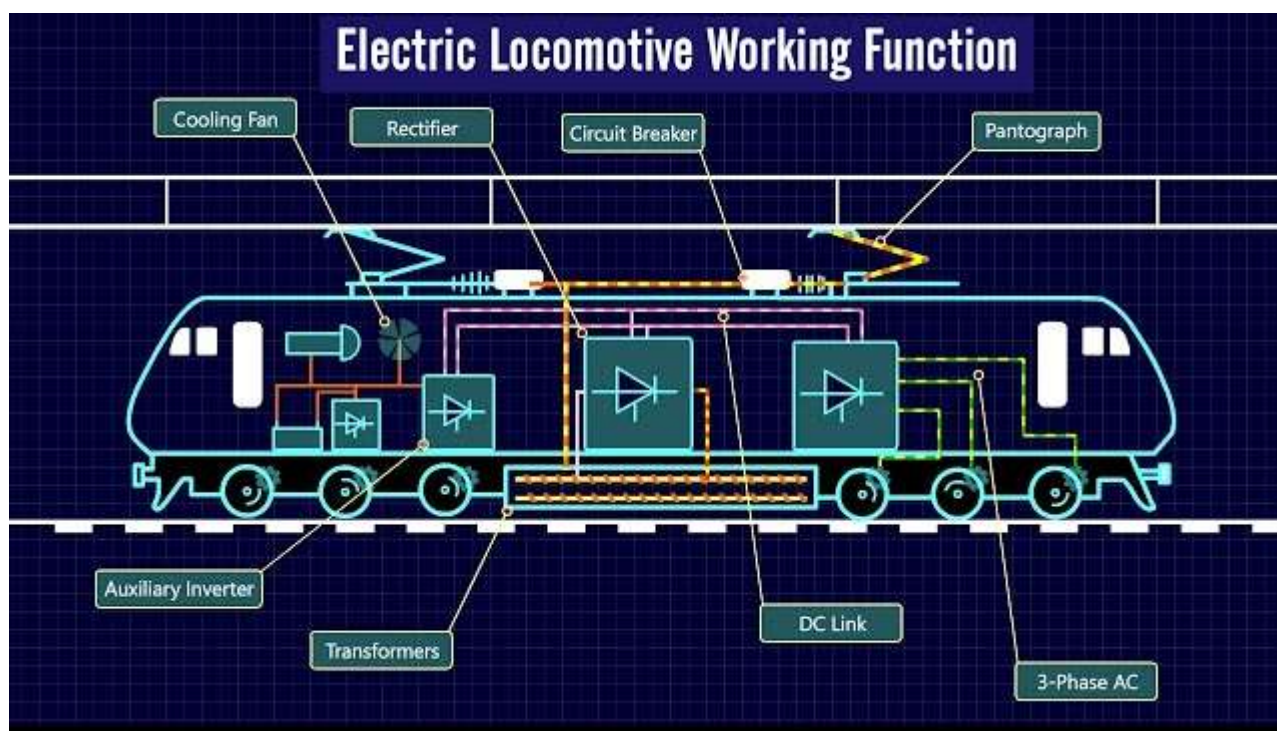 Electric Locomotive Working Function
Cooling Fan
Rectifier
Circuit Breaker
Pantograph
Auxiliary Inverter
Transformers
DC Link
3-Phase AC